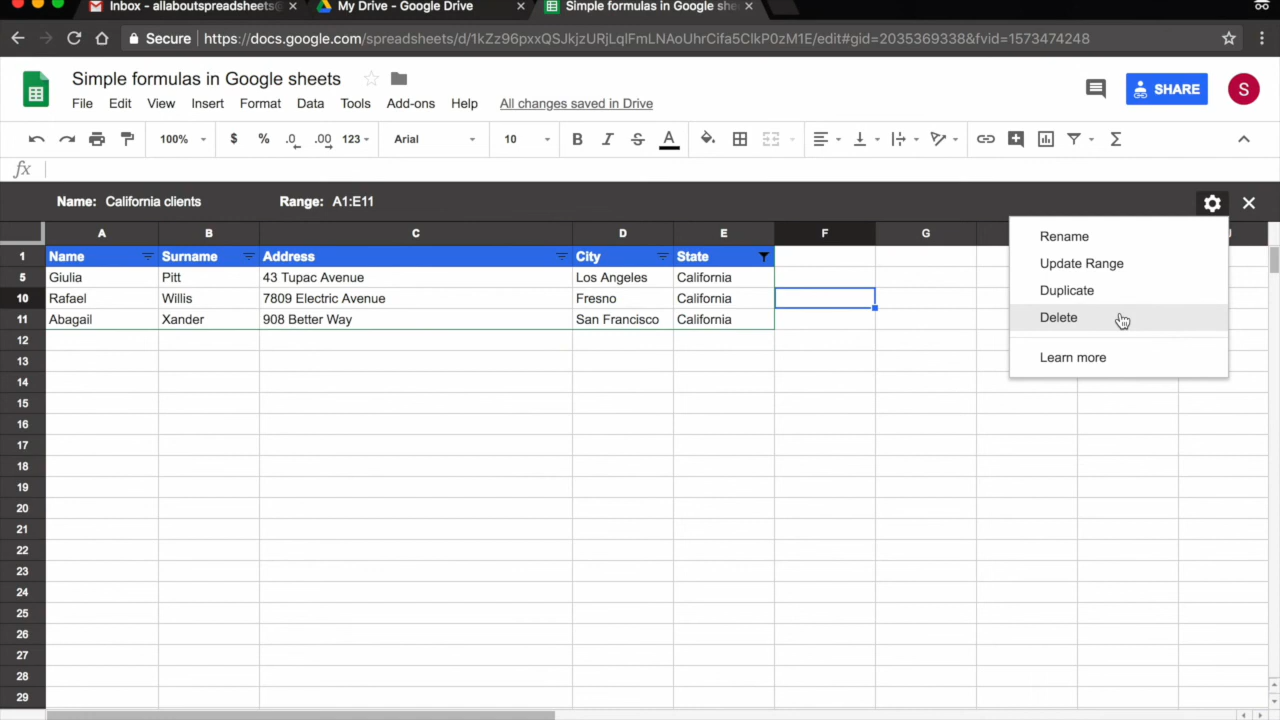 Inbox - allaboutspreadsheets@
My Drive - Google Drive
Simple formulas in Google she
Secure https://docs.google.com/spreadsheets/d/1kZz96pxxQSJkjzURjLqlFmLNAoUhrCifa5ClkP0zM1E/edit#gid=2035369338&fvid=1573474248
Simple formulas in Google sheets
SHARE
S
File Edit View Insert Format Data Tools Add-ons Help All changes saved in Drive
100% $ % .0 .00 123 Arial 10 B I S A Σ
fx
Name: California clients Range: A1:E11
A B C D E F G
1 Name Surname Address City State
5 Giulia Pitt 43 Tupac Avenue Los Angeles California
10 Rafael Willis 7809 Electric Avenue Fresno California
11 Abagail Xander 908 Better Way San Francisco California
12
13
14
15
16
17
18
19
20
21
22
23
24
25
26
27
28
29
Rename
Update Range
Duplicate
Delete
Learn more